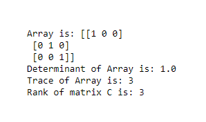 Array is: [[1 0 0]
[0 1 0]
[0 0 1]]
Determinant of Array is: 1.0
Trace of Array is: 3
Rank of matrix C is: 3